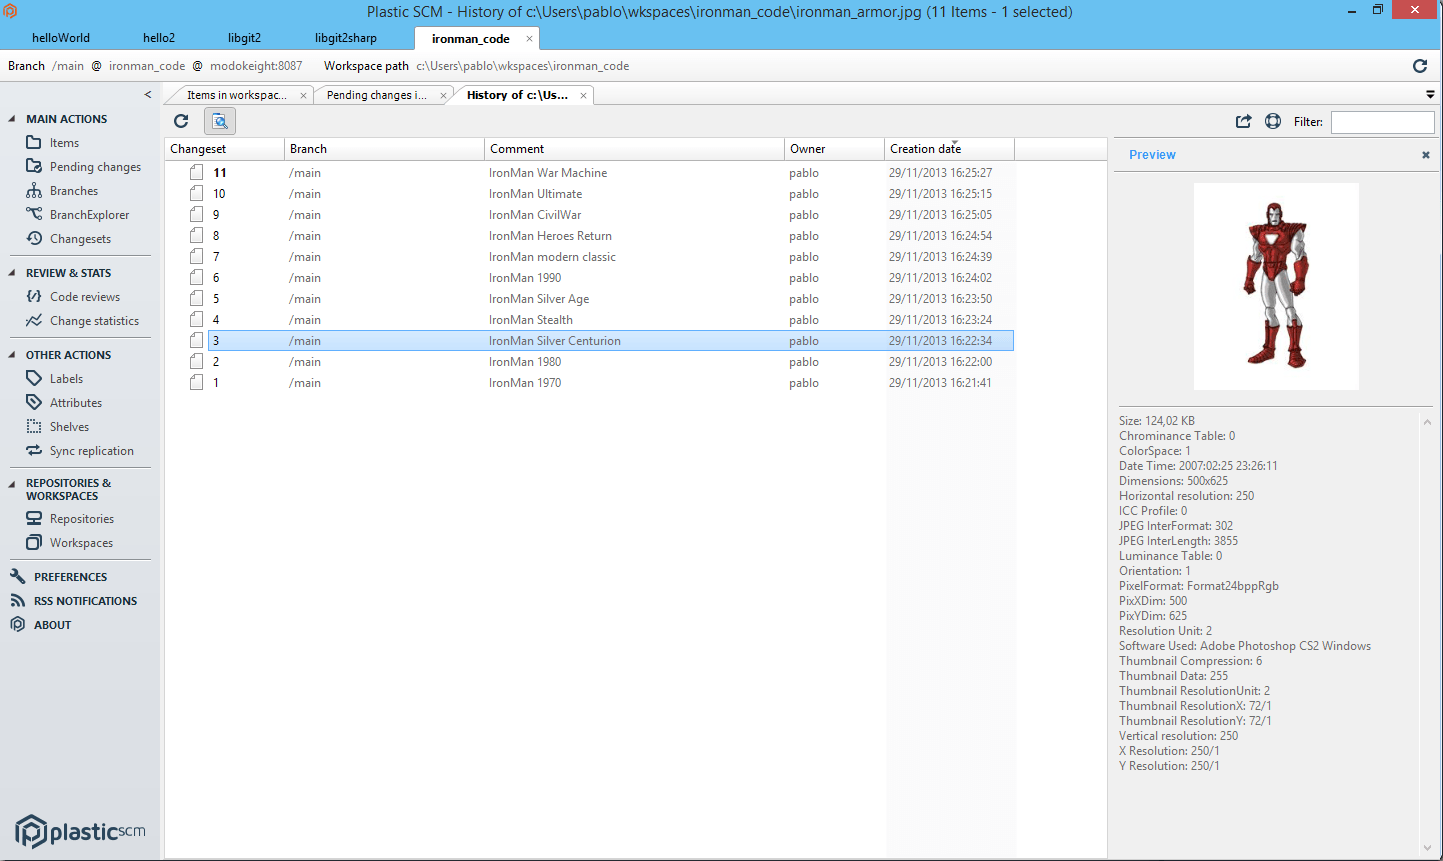 Plastic SCM - History of c:\Users\pablo\wkspaces\ironman_code\ironman_armor.jpg (11 Items - 1 selected)
helloWorld hello2 libgit2 libgit2sharp ironman_code
Branch /main @ ironman_code @ modokeight:8087 Workspace path c:\Users\pablo\wkspaces\ironman_code
Items in workspac... Pending changes i... History of c:\Us...
Filter:
MAIN ACTIONS
Items
Pending changes
Branches
BranchExplorer
Changesets
REVIEW & STATS
Code reviews
Change statistics
OTHER ACTIONS
Labels
Attributes
Shelves
Sync replication
REPOSITORIES &
WORKSPACES
Repositories
Workspaces
PREFERENCES
RSS NOTIFICATIONS
ABOUT
plasticscm
Changeset Branch Comment Owner Creation date
11 /main IronMan War Machine pablo 29/11/2013 16:25:27
10 /main IronMan Ultimate pablo 29/11/2013 16:25:15
9 /main IronMan CivilWar pablo 29/11/2013 16:25:05
8 /main IronMan Heroes Return pablo 29/11/2013 16:24:54
7 /main IronMan modern classic pablo 29/11/2013 16:24:39
6 /main IronMan 1990 pablo 29/11/2013 16:24:02
5 /main IronMan Silver Age pablo 29/11/2013 16:23:50
4 /main IronMan Stealth pablo 29/11/2013 16:23:24
3 /main IronMan Silver Centurion pablo 29/11/2013 16:22:34
2 /main IronMan 1980 pablo 29/11/2013 16:22:00
1 /main IronMan 1970 pablo 29/11/2013 16:21:41
Preview
Size: 124,02 KB
Chrominance Table: 0
ColorSpace: 1
Date Time: 2007:02:25 23:26:11
Dimensions: 500x625
Horizontal resolution: 250
ICC Profile: 0
JPEG InterFormat: 302
JPEG InterLength: 3855
Luminance Table: 0
Orientation: 1
PixelFormat: Format24bppRgb
PixXDim: 500
PixYDim: 625
Resolution Unit: 2
Software Used: Adobe Photoshop CS2 Windows
Thumbnail Compression: 6
Thumbnail Data: 255
Thumbnail ResolutionUnit: 2
Thumbnail ResolutionX: 72/1
Thumbnail ResolutionY: 72/1
Vertical resolution: 250
X Resolution: 250/1
Y Resolution: 250/1